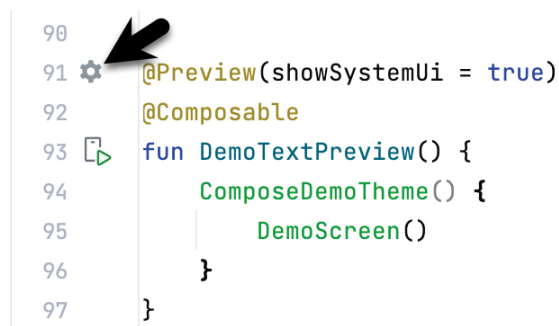 90
91 @Preview(showSystemUi = true)
92 @Composable
93 fun DemoTextPreview() {
94 ComposeDemoTheme() {
95 DemoScreen()
96 }
97 }